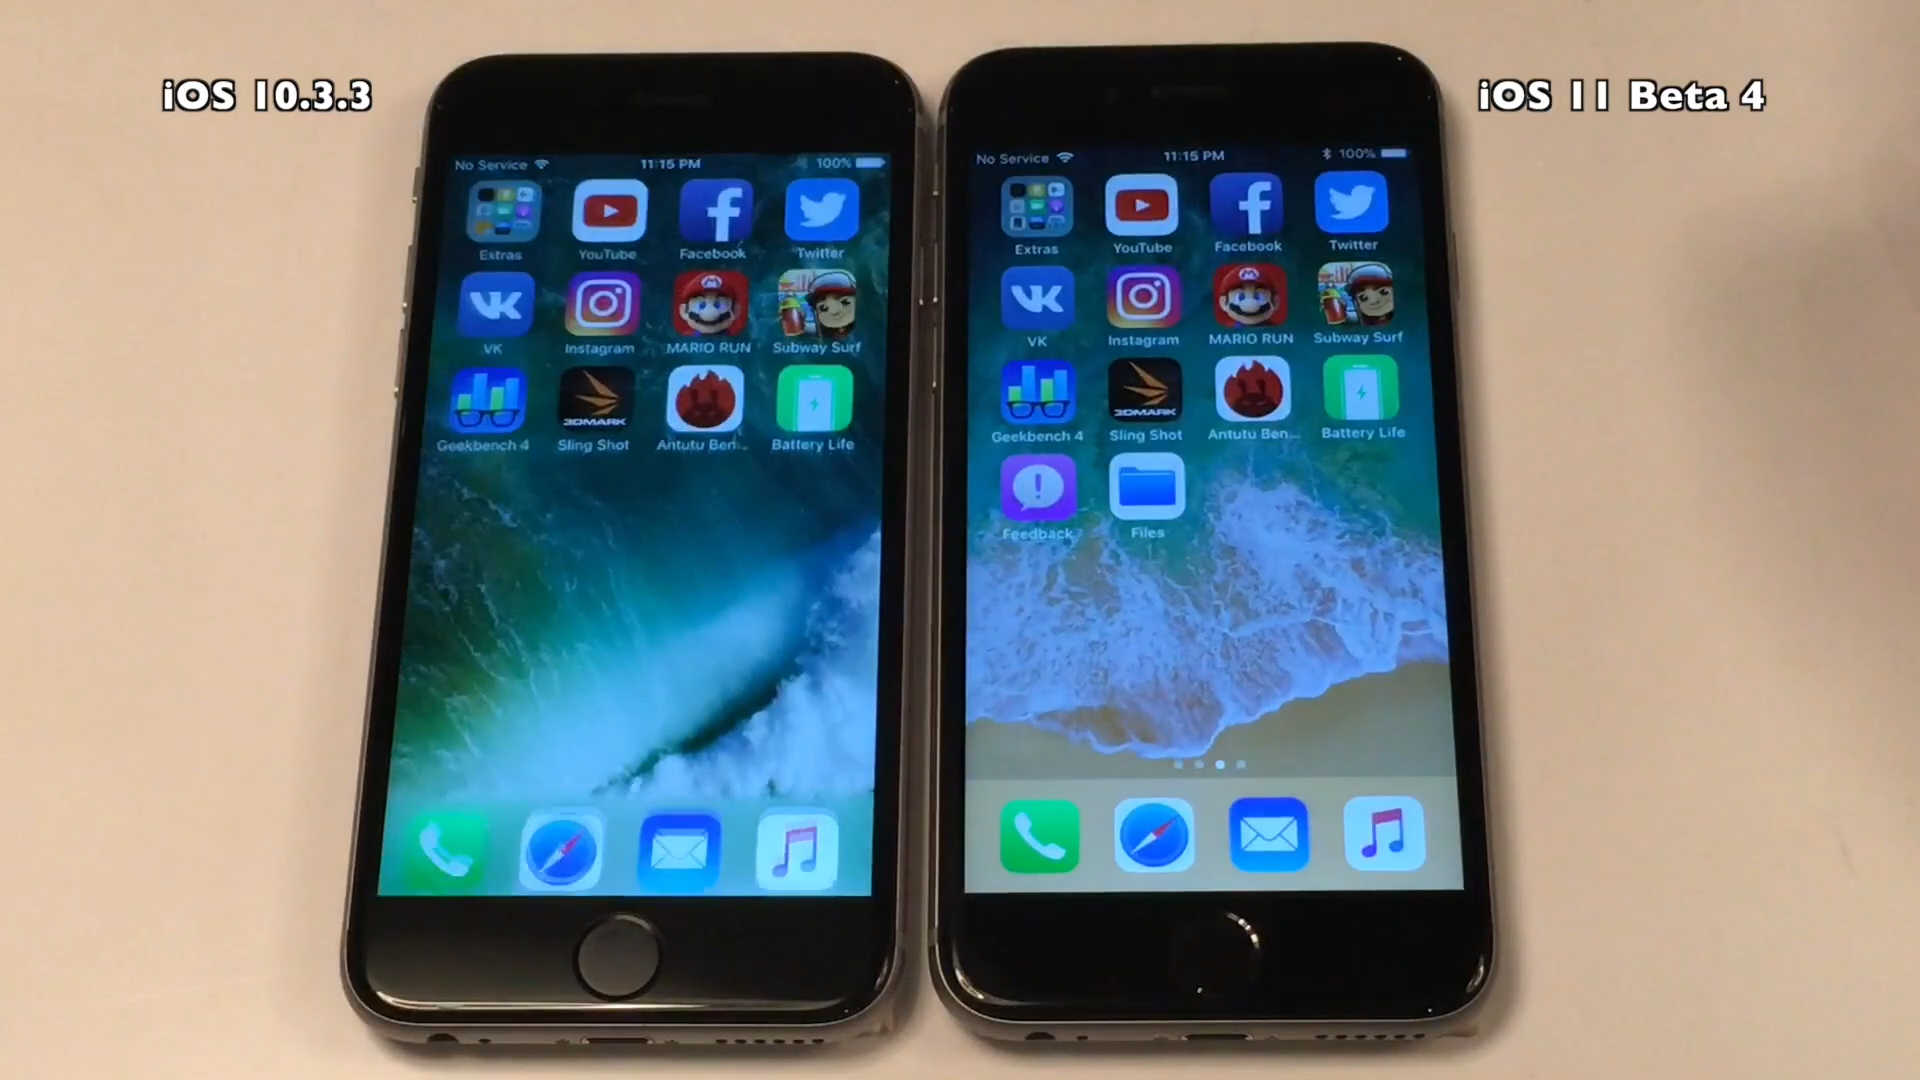 iOS 10.3.3
iOS 11 Beta 4
No Service 11:15 PM 100%
Extras YouTube Facebook Twitter
VK
VK Instagram MARIO RUN Subway Surf
3DMARK
Geekbench 4 Sling Shot Antutu Ben... Battery Life
No Service 11:15 PM 100%
Extras YouTube Facebook Twitter
VK
VK Instagram MARIO RUN Subway Surf
3DMARK
Geekbench 4 Sling Shot Antutu Ben... Battery Life
Feedback Files